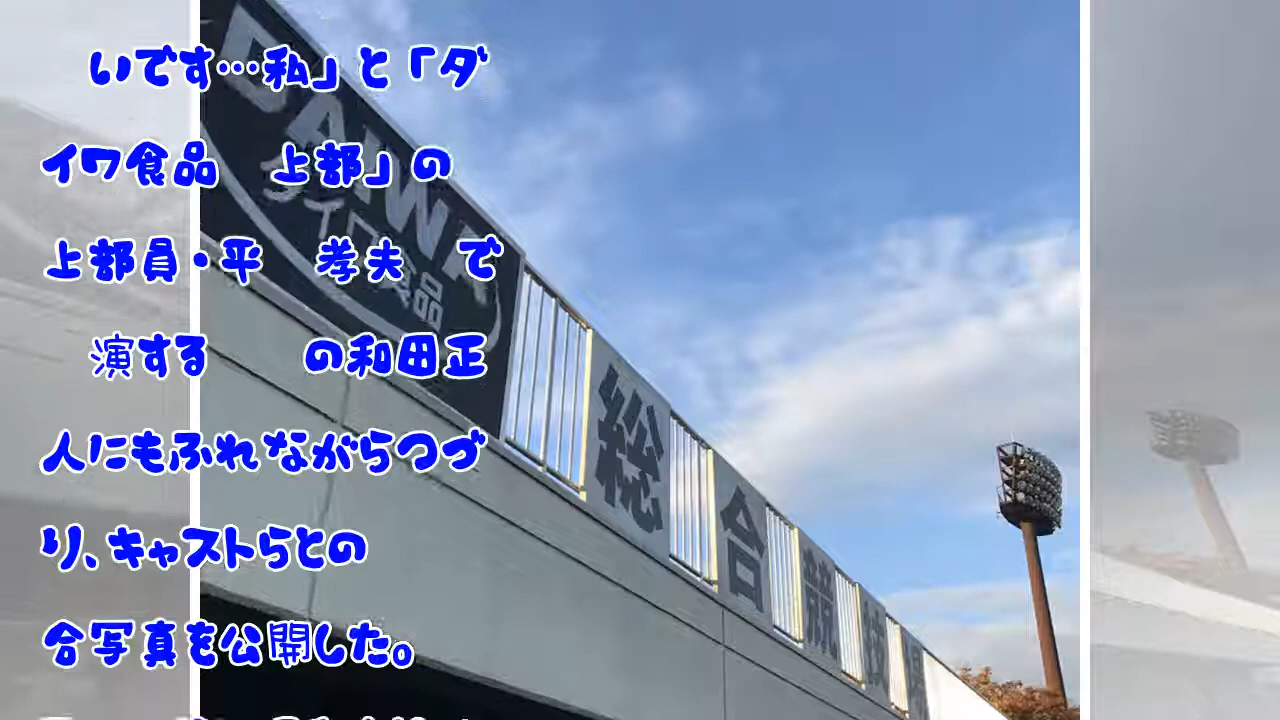 いです…私」と「ダ
イワ食品　上部」の
上部員・平　孝夫　で
演する　　の和田正
人にもふれながらつづ
り、キャストらとの
合写真を公開した。
DAIWA
ダイワ食品
総合競技場